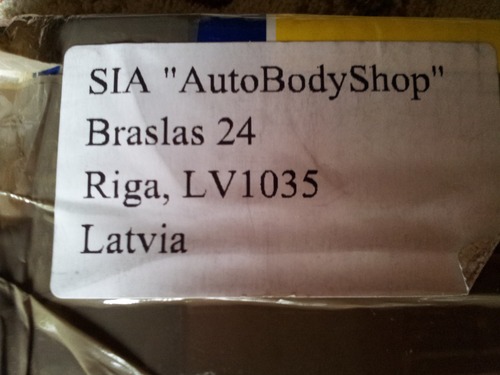 SIA "AutoBodyShop"
Braslas 24
Riga, LV1035
Latvia